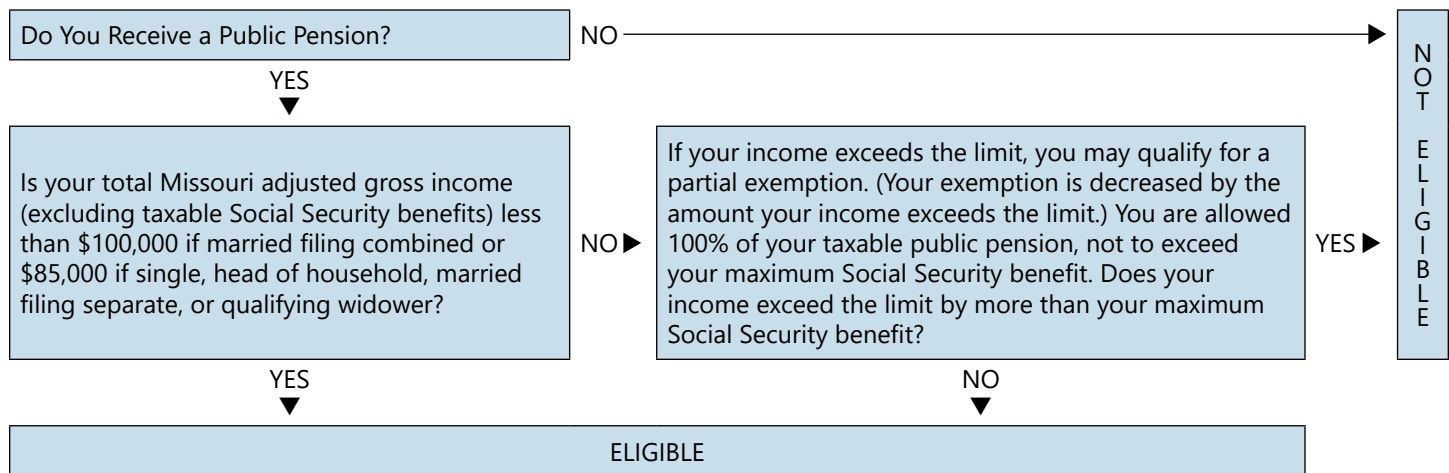 Do You Receive a Public Pension?
NO
NOT ELIGIBLE
YES
Is your total Missouri adjusted gross income
(excluding taxable Social Security benefits) less
than $100,000 if married filing combined or
$85,000 if single, head of household, married
filing separate, or qualifying widower?
NO
If your income exceeds the limit, you may qualify for a
partial exemption. (Your exemption is decreased by the
amount your income exceeds the limit.) You are allowed
100% of your taxable public pension, not to exceed
your maximum Social Security benefit. Does your
income exceed the limit by more than your maximum
Social Security benefit?
YES
YES
NO
ELIGIBLE